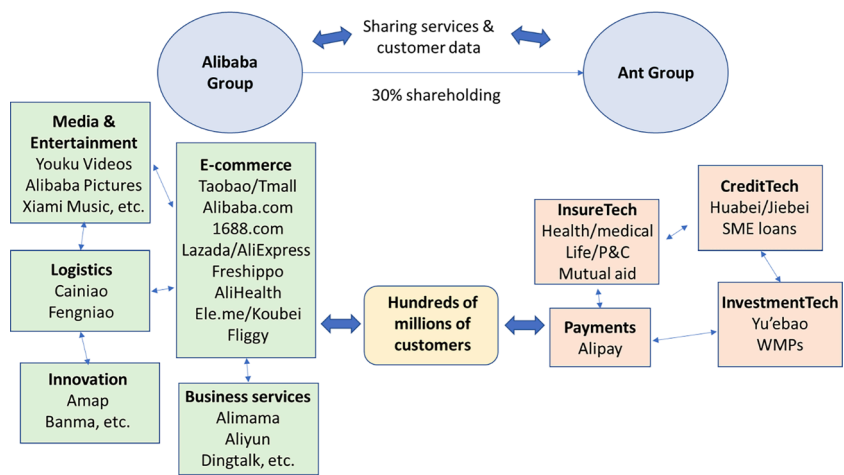 Sharing services &
customer data
Alibaba
Group
Ant Group
30% shareholding
Media &
Entertainment
Youku Videos
Alibaba Pictures
Xiami Music, etc.
E-commerce
Taobao/Tmall
Alibaba.com
1688.com
Lazada/AliExpress
Freshippo
AliHealth
Ele.me/Koubei
Fliggy
Logistics
Cainiao
Fengniao
Innovation
Amap
Banma, etc.
Business services
Alimama
Aliyun
Dingtalk, etc.
Hundreds of
millions of
customers
InsureTech
Health/medical
Life/P&C
Mutual aid
CreditTech
Huabei/Jiebei
SME loans
Payments
Alipay
InvestmentTech
Yu’ebao
WMPs